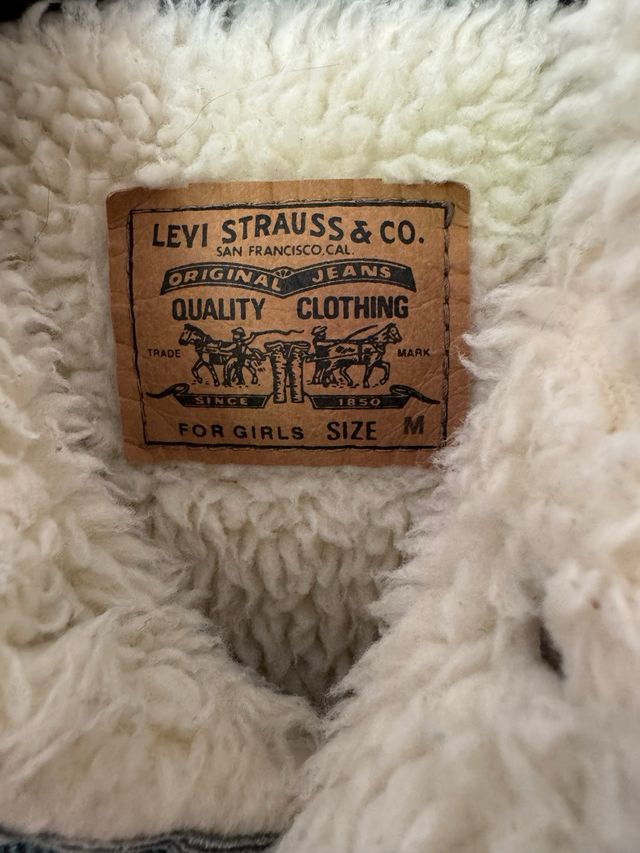 LEVI STRAUSS & CO.
SAN FRANCISCO, CAL.
ORIGINAL JEANS
QUALITY CLOTHING
TRADE MARK
SINCE 1850
FOR GIRLS SIZE M